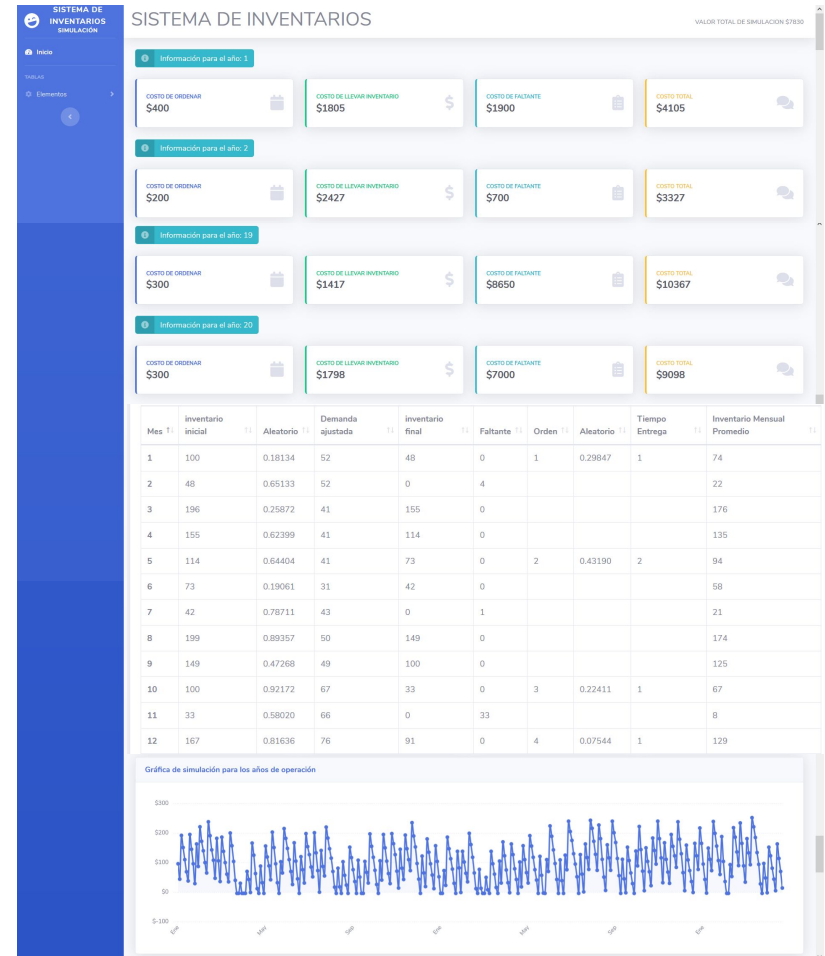 SISTEMA DE
INVENTARIOS
SIMULACIÓN
Inicio
TABLAS
Elementos
SISTEMA DE INVENTARIOS
VALOR TOTAL DE SIMULACION $7830
Información para el año: 1
COSTO DE ORDENAR
$400
COSTO DE LLEVAR INVENTARIO
$1805
COSTO DE FALTANTE
$1900
COSTO TOTAL
$4105
Información para el año: 2
COSTO DE ORDENAR
$200
COSTO DE LLEVAR INVENTARIO
$2427
COSTO DE FALTANTE
$700
COSTO TOTAL
$3327
Información para el año: 19
COSTO DE ORDENAR
$300
COSTO DE LLEVAR INVENTARIO
$1417
COSTO DE FALTANTE
$8650
COSTO TOTAL
$10367
Información para el año: 20
COSTO DE ORDENAR
$300
COSTO DE LLEVAR INVENTARIO
$1798
COSTO DE FALTANTE
$7000
COSTO TOTAL
$9098
Mes inventario inicial Aleatorio Demanda ajustada inventario final Faltante Orden Aleatorio Tiempo Entrega Inventario Mensual Promedio
1 100 0.18134 52 48 0 1 0.29847 1 74
2 48 0.65133 52 0 4 22
3 196 0.25872 41 155 0 176
4 155 0.62399 41 114 0 135
5 114 0.64404 41 73 0 2 0.43190 2 94
6 73 0.19061 31 42 0 58
7 42 0.78711 43 0 1 21
8 199 0.89357 50 149 0 174
9 149 0.47268 49 100 0 125
10 100 0.92172 67 33 0 3 0.22411 1 67
11 33 0.58020 66 0 33 8
12 167 0.81636 76 91 0 4 0.07544 1 129
Gráfica de simulación para los años de operación
$300
$200
$100
$0
$-100
Ene May Sep Ene May Sep Ene